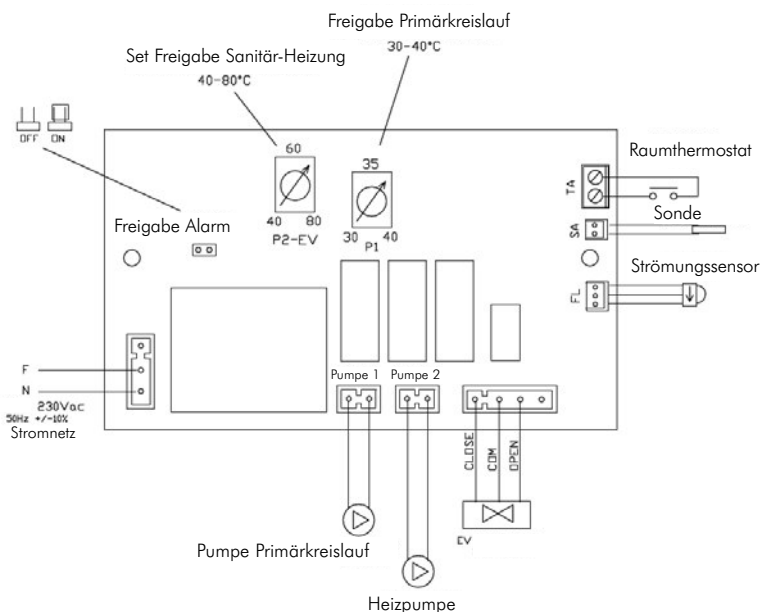 Freigabe Primärkreislauf
30-40°C
Set Freigabe Sanitär-Heizung
40-80°C
OFF ON
60
35
40 80
P2-EV
30 40
P1
Freigabe Alarm
Raumthermostat
TA
Sonde
SA
Strömungssensor
FL
F
N
230Vac
50Hz +/-10%
Stromnetz
Pumpe 1 Pumpe 2
CLOSE
COM
OPEN
EV
Pumpe Primärkreislauf
Heizpumpe